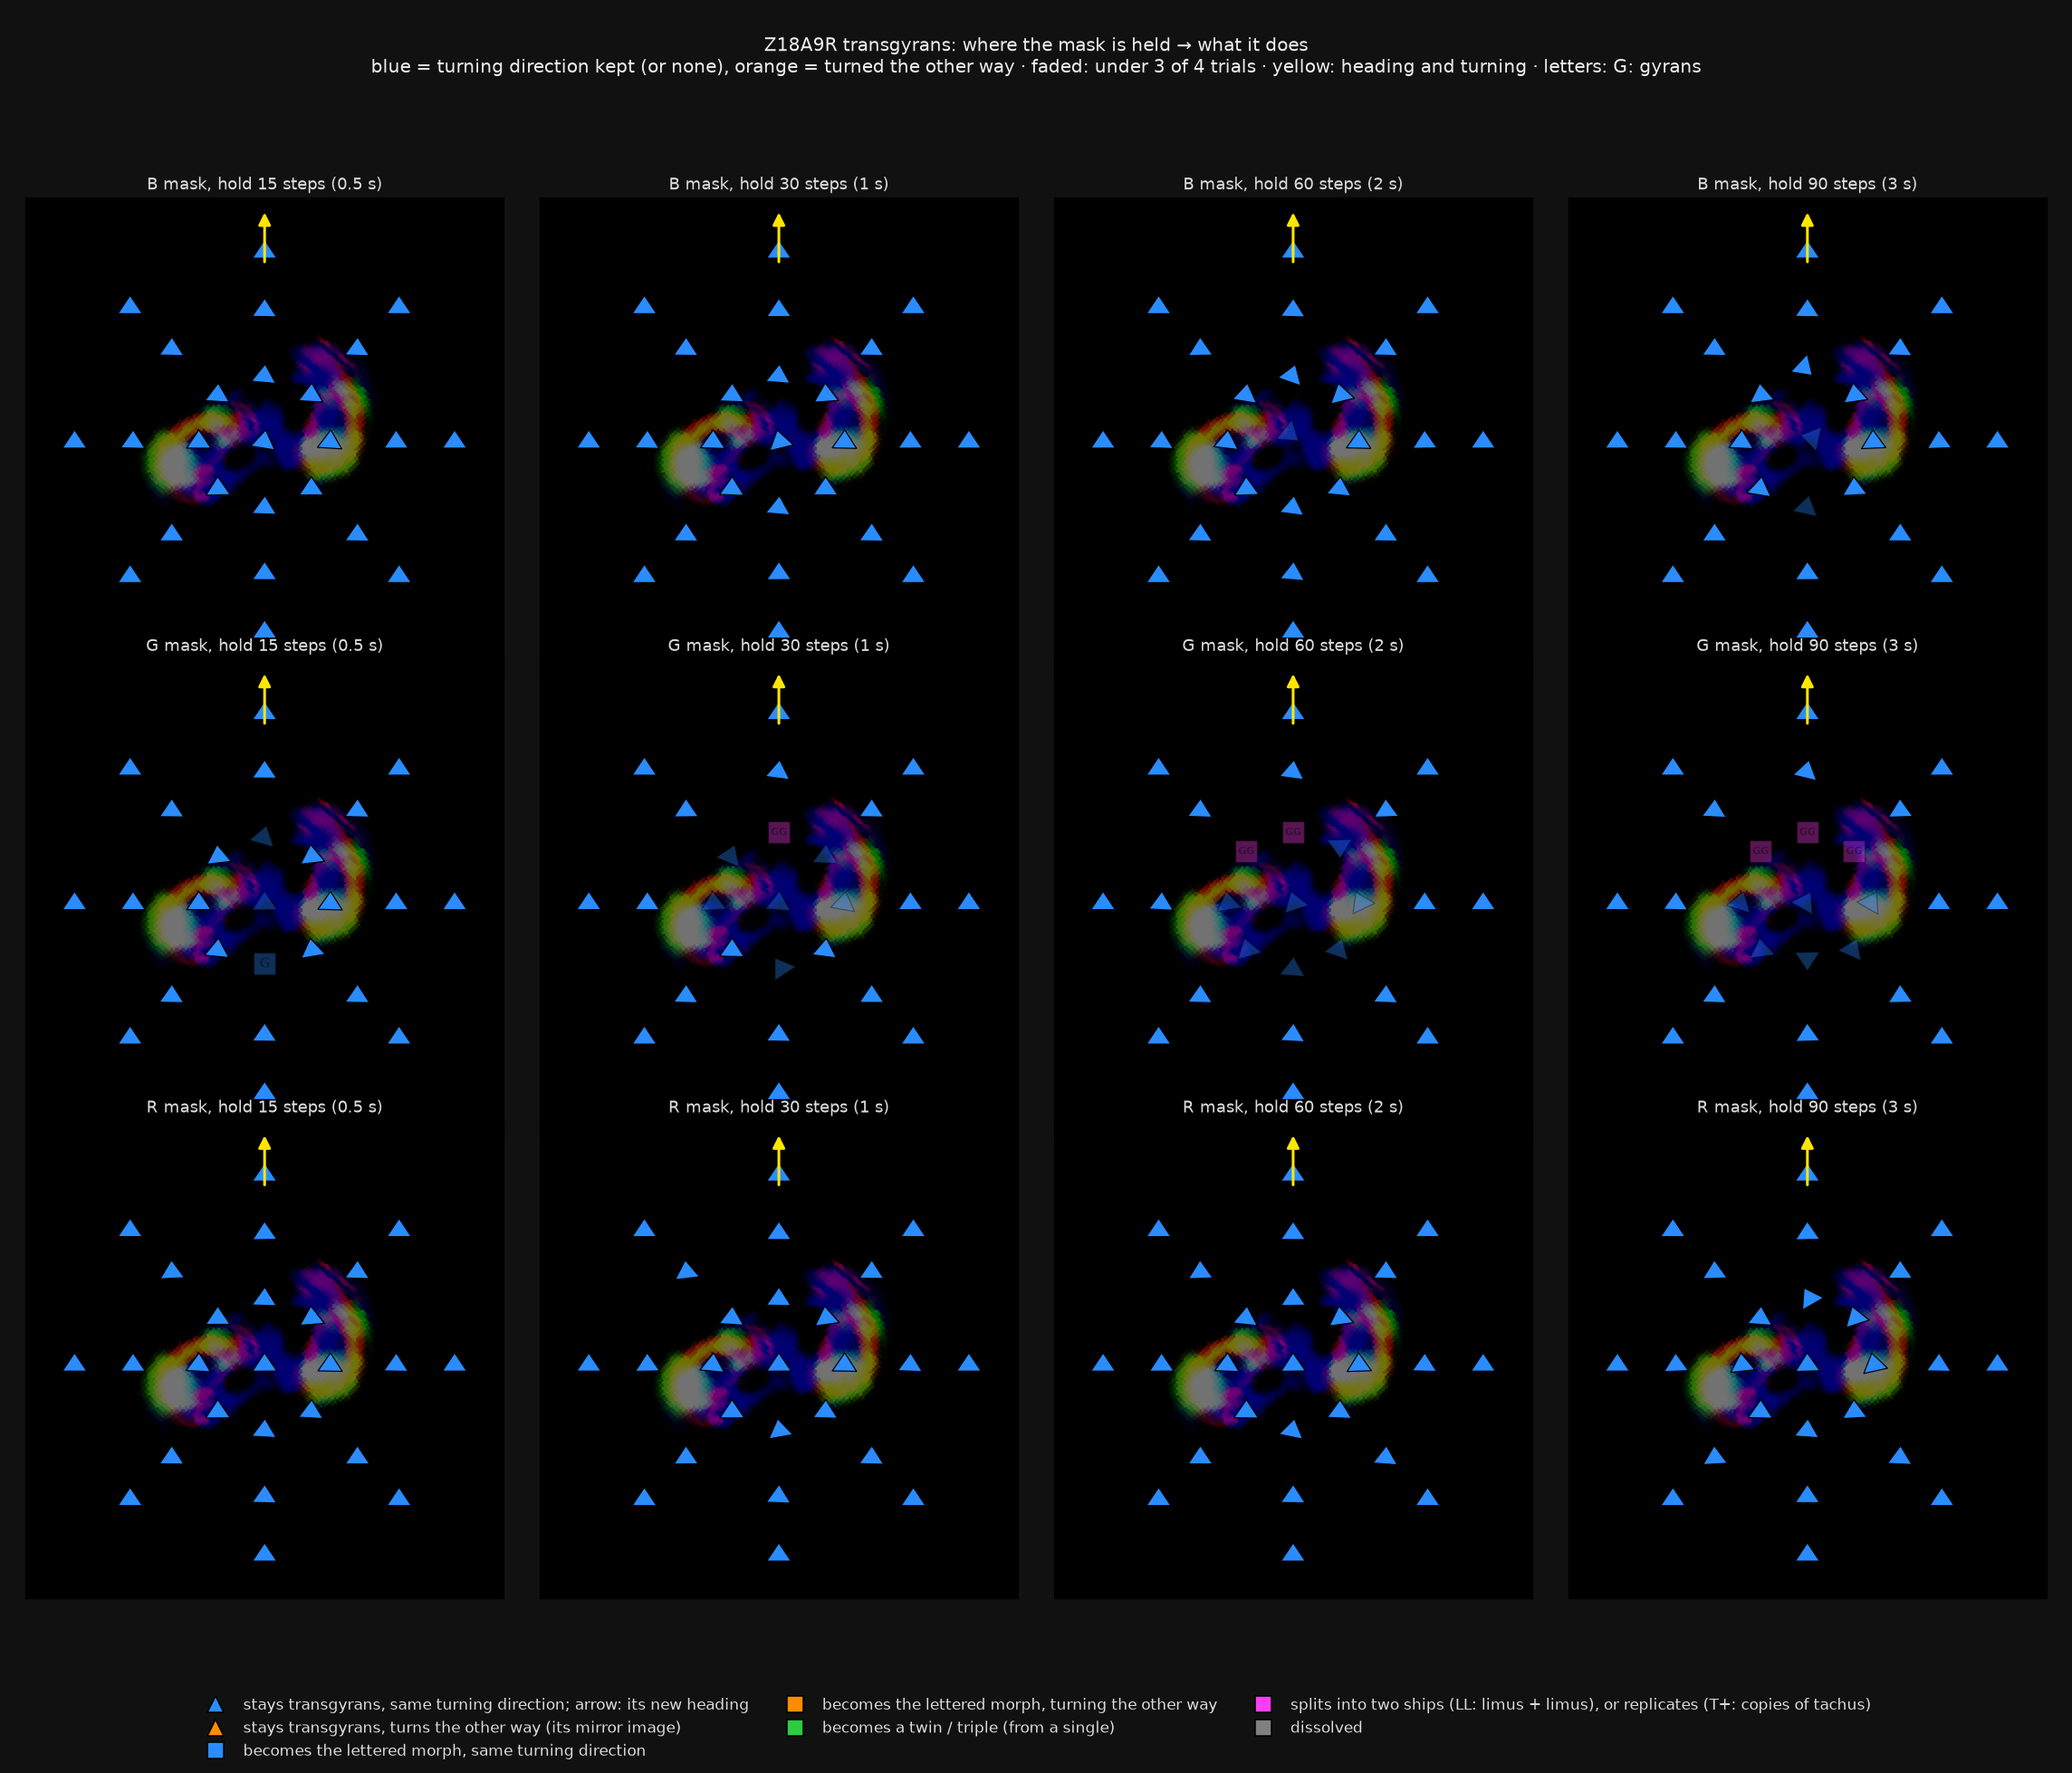 Z18A9R transgyrans: where the mask is held → what it does
blue = turning direction kept (or none), orange = turned the other way · faded: under 3 of 4 trials · yellow: heading and turning · letters: G: gyrans
B mask, hold 15 steps (0.5 s)
B mask, hold 30 steps (1 s)
B mask, hold 60 steps (2 s)
B mask, hold 90 steps (3 s)
G mask, hold 15 steps (0.5 s)
G mask, hold 30 steps (1 s)
G mask, hold 60 steps (2 s)
G mask, hold 90 steps (3 s)
GG
GG
GG
GG
GG
GG
G
R mask, hold 15 steps (0.5 s)
R mask, hold 30 steps (1 s)
R mask, hold 60 steps (2 s)
R mask, hold 90 steps (3 s)
stays transgyrans, same turning direction; arrow: its new heading
stays transgyrans, turns the other way (its mirror image)
becomes the lettered morph, same turning direction
becomes the lettered morph, turning the other way
becomes a twin / triple (from a single)
splits into two ships (LL: limus + limus), or replicates (T+: copies of tachus)
dissolved